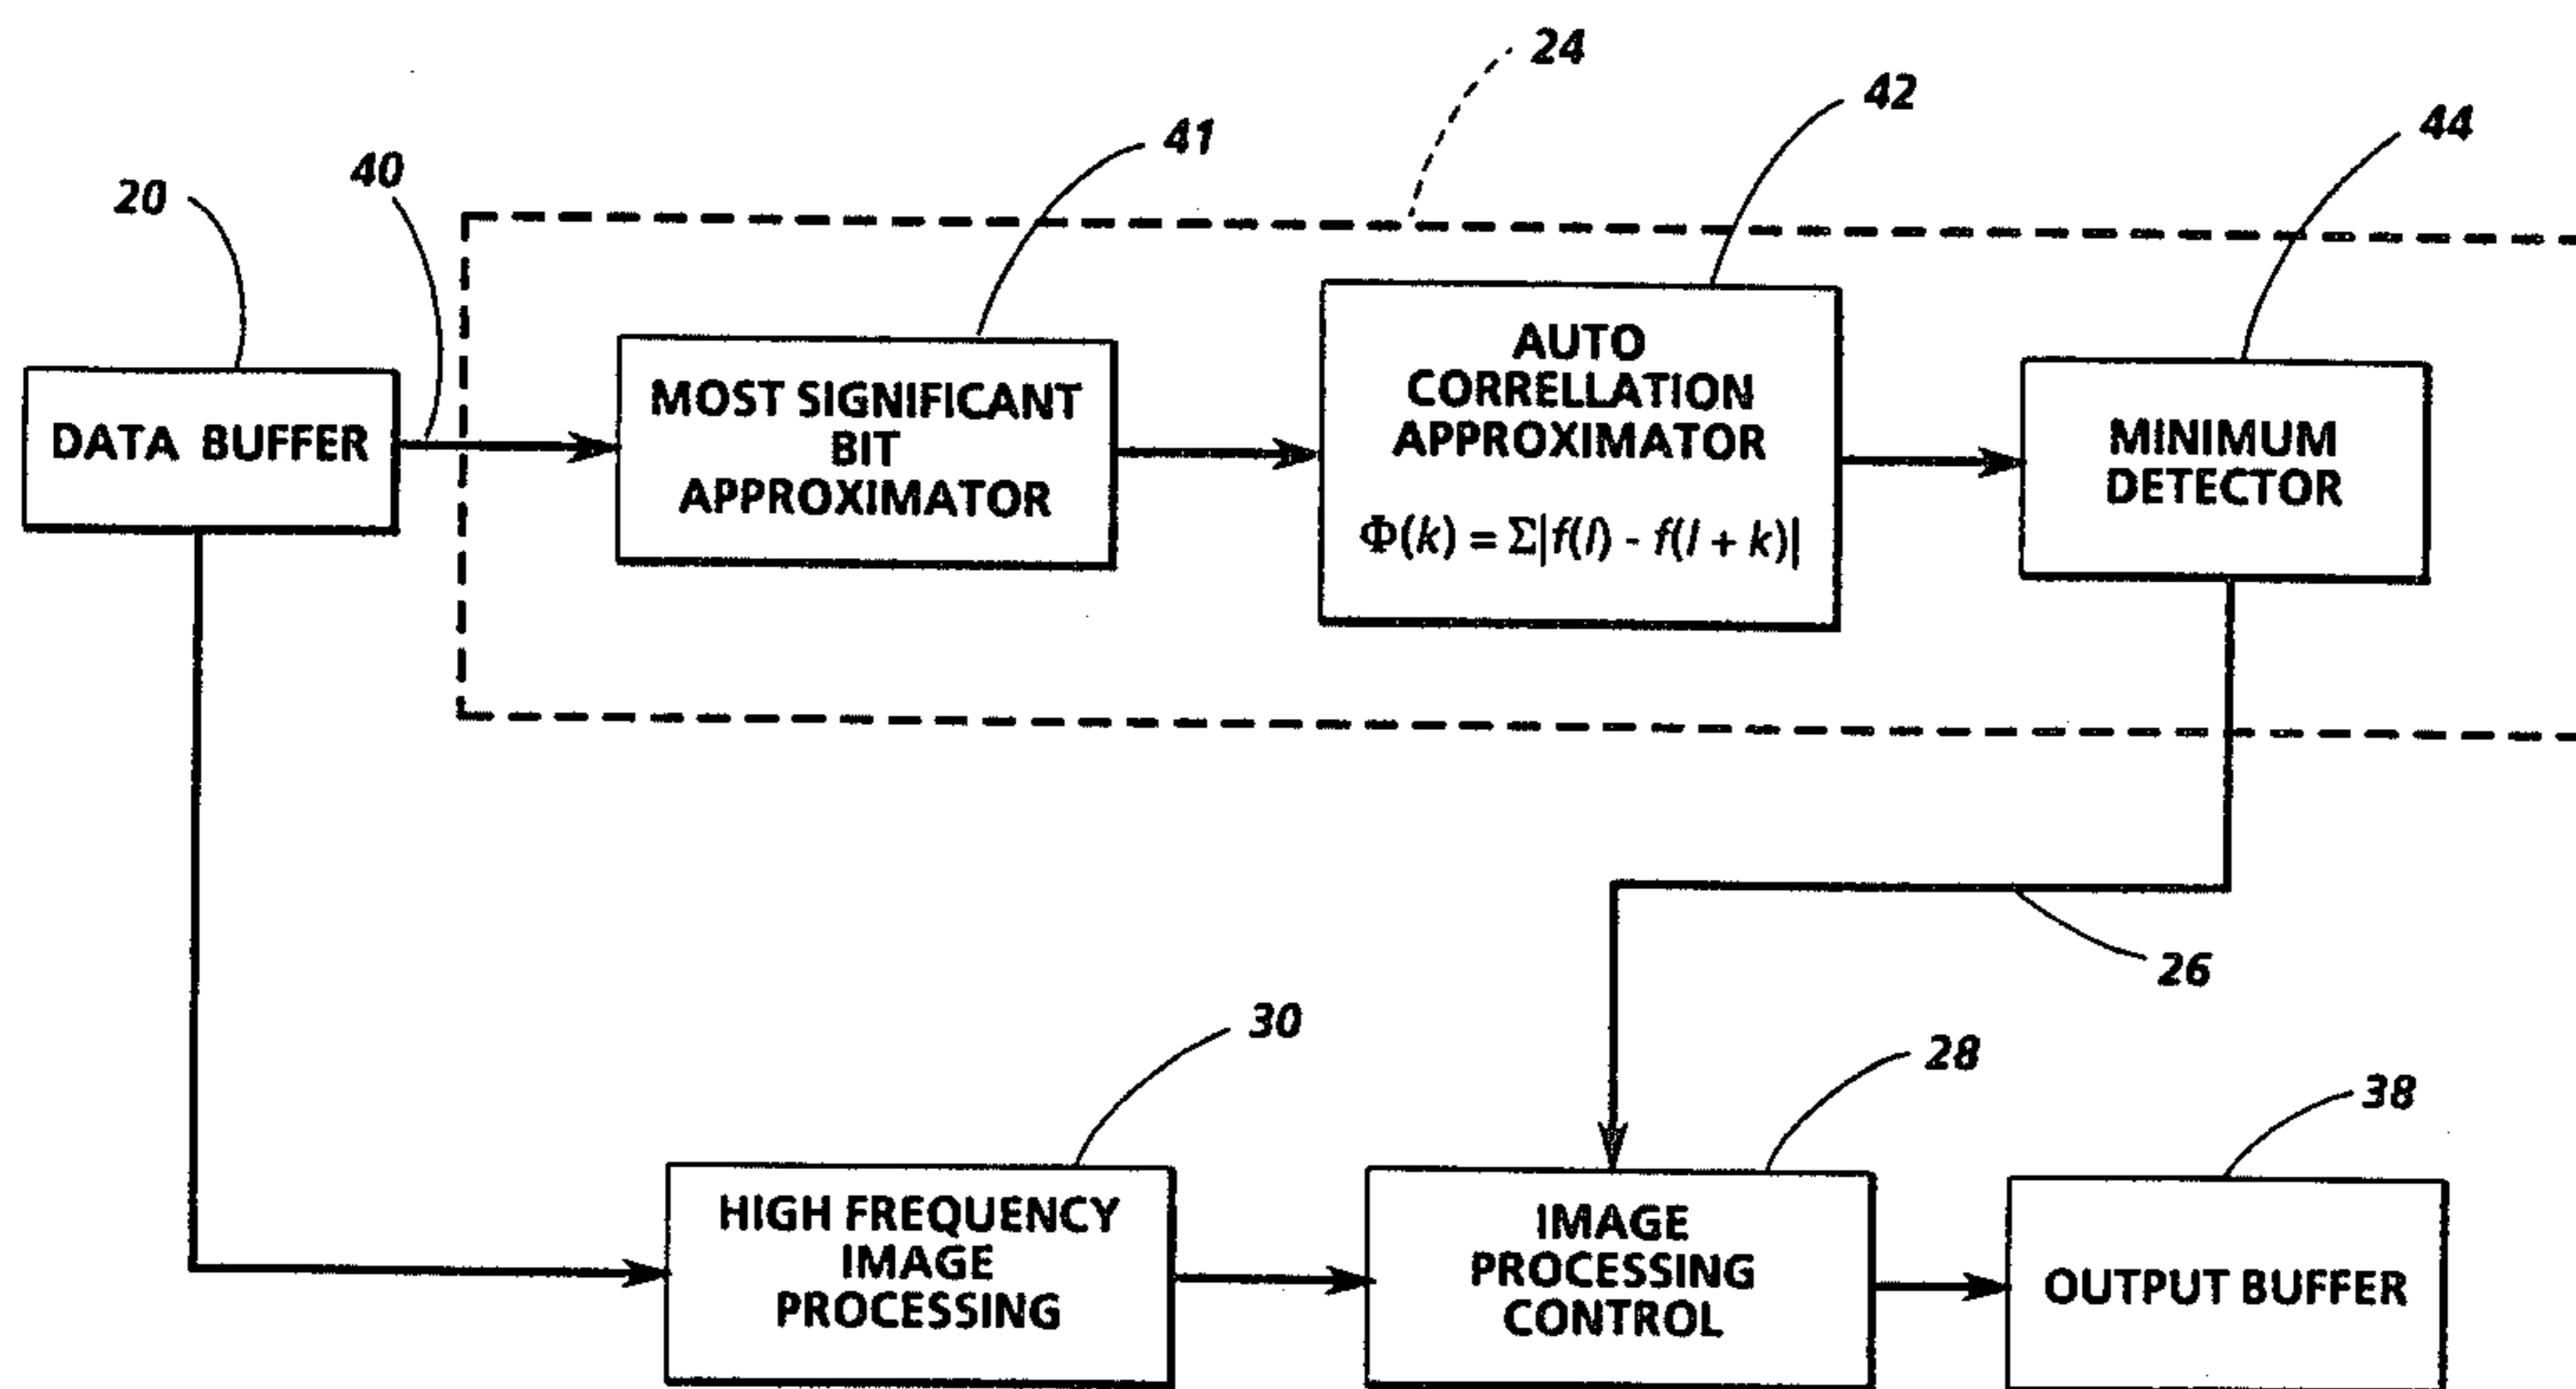 24
42
41
44
40
20
DATA BUFFER
MOST SIGNIFICANT
BIT
APPROXIMATOR
AUTO
CORRELLATION
APPROXIMATOR
Φ(k) = Σ|f(l) - f(l + k)|
MINIMUM
DETECTOR
26
30
28
38
HIGH FREQUENCY
IMAGE
PROCESSING
IMAGE
PROCESSING
CONTROL
OUTPUT BUFFER